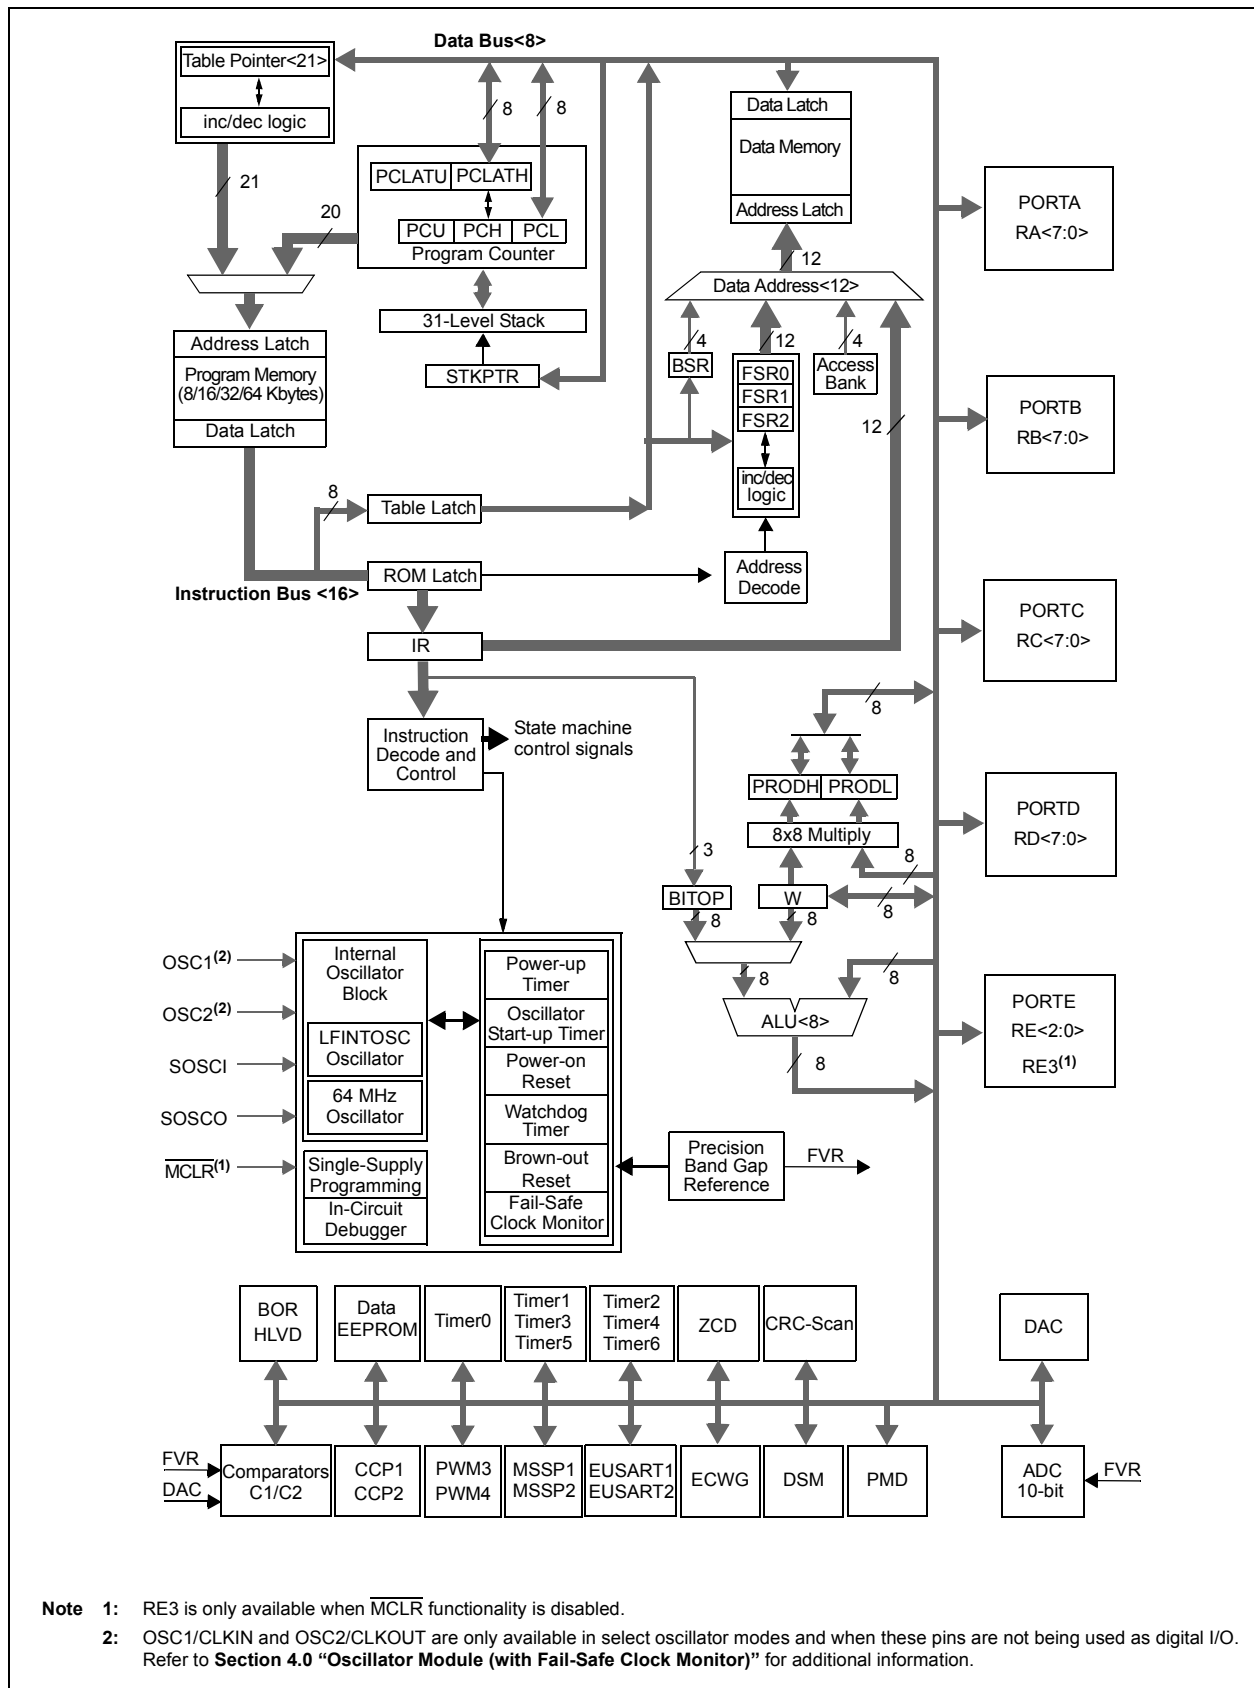 Data Bus<8>
Table Pointer<21>
inc/dec logic
21
20
8
8
PCLATU
PCLATH
PCU
PCH
PCL
Program Counter
31-Level Stack
STKPTR
Data Latch
Data Memory
Address Latch
12
Data Address<12>
4
12
4
BSR
FSR0
FSR1
FSR2
inc/dec
logic
Access
Bank
12
Address
Decode
Address Latch
Program Memory
(8/16/32/64 Kbytes)
Data Latch
8
Table Latch
ROM Latch
Instruction Bus <16>
IR
Instruction
Decode and
Control
State machine
control signals
PORTA
RA<7:0>
PORTB
RB<7:0>
PORTC
RC<7:0>
PORTD
RD<7:0>
PORTE
RE<2:0>
RE3(1)
8
PRODH
PRODL
8x8 Multiply
3
8
BITOP
W
8
8
8
8
8
ALU<8>
8
OSC1(2)
OSC2(2)
SOSCI
SOSCO
MCLR(1)
Internal
Oscillator
Block
LFINTOSC
Oscillator
64 MHz
Oscillator
Single-Supply
Programming
In-Circuit
Debugger
Power-up
Timer
Oscillator
Start-up Timer
Power-on
Reset
Watchdog
Timer
Brown-out
Reset
Fail-Safe
Clock Monitor
Precision
Band Gap
Reference
FVR
BOR
HLVD
Data
EEPROM
Timer0
Timer1
Timer3
Timer5
Timer2
Timer4
Timer6
ZCD
CRC-Scan
DAC
FVR
DAC
Comparators
C1/C2
CCP1
CCP2
PWM3
PWM4
MSSP1
MSSP2
EUSART1
EUSART2
ECWG
DSM
PMD
ADC
10-bit
FVR
Note 1: RE3 is only available when MCLR functionality is disabled.
2: OSC1/CLKIN and OSC2/CLKOUT are only available in select oscillator modes and when these pins are not being used as digital I/O.
Refer to Section 4.0 “Oscillator Module (with Fail-Safe Clock Monitor)” for additional information.